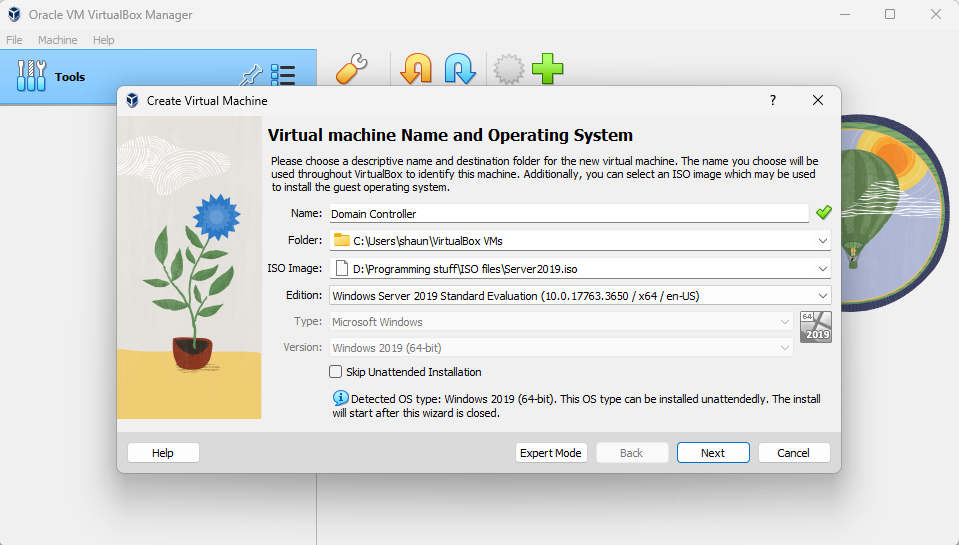 Oracle VM VirtualBox Manager
File Machine Help
Tools
Create Virtual Machine
?
Virtual machine Name and Operating System
Please choose a descriptive name and destination folder for the new virtual machine. The name you choose will be
used throughout VirtualBox to identify this machine. Additionally, you can select an ISO image which may be used
to install the guest operating system.
Name: Domain Controller
Folder: C:\Users\shaun\VirtualBox VMs
ISO Image: D:\Programming stuff\ISO files\Server2019.iso
Edition: Windows Server 2019 Standard Evaluation (10.0.17763.3650 / x64 / en-US)
Type: Microsoft Windows
64
2019
Version: Windows 2019 (64-bit)
Skip Unattended Installation
Detected OS type: Windows 2019 (64-bit). This OS type can be installed unattendedly. The install
will start after this wizard is closed.
Help Expert Mode Back Next Cancel